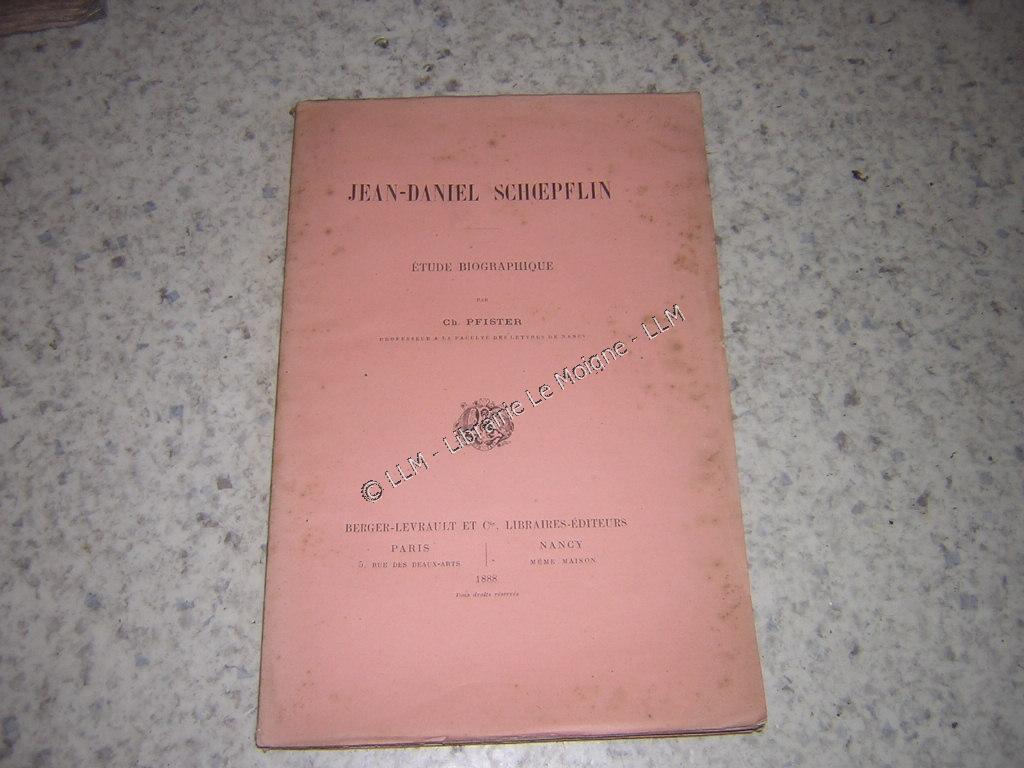 JEAN-DANIEL SCHŒPFLIN
ÉTUDE BIOGRAPHIQUE
PAR
Ch. PFISTER
PROFESSEUR A LA FACULTÉ DES LETTRES DE NANCY
© LLM - Librairie Le Moigne - LLM
BERGER-LEVRAULT ET Cie, LIBRAIRES-ÉDITEURS
PARIS
5, RUE DES BEAUX-ARTS
NANCY
MÊME MAISON
1888
Tous droits réservés